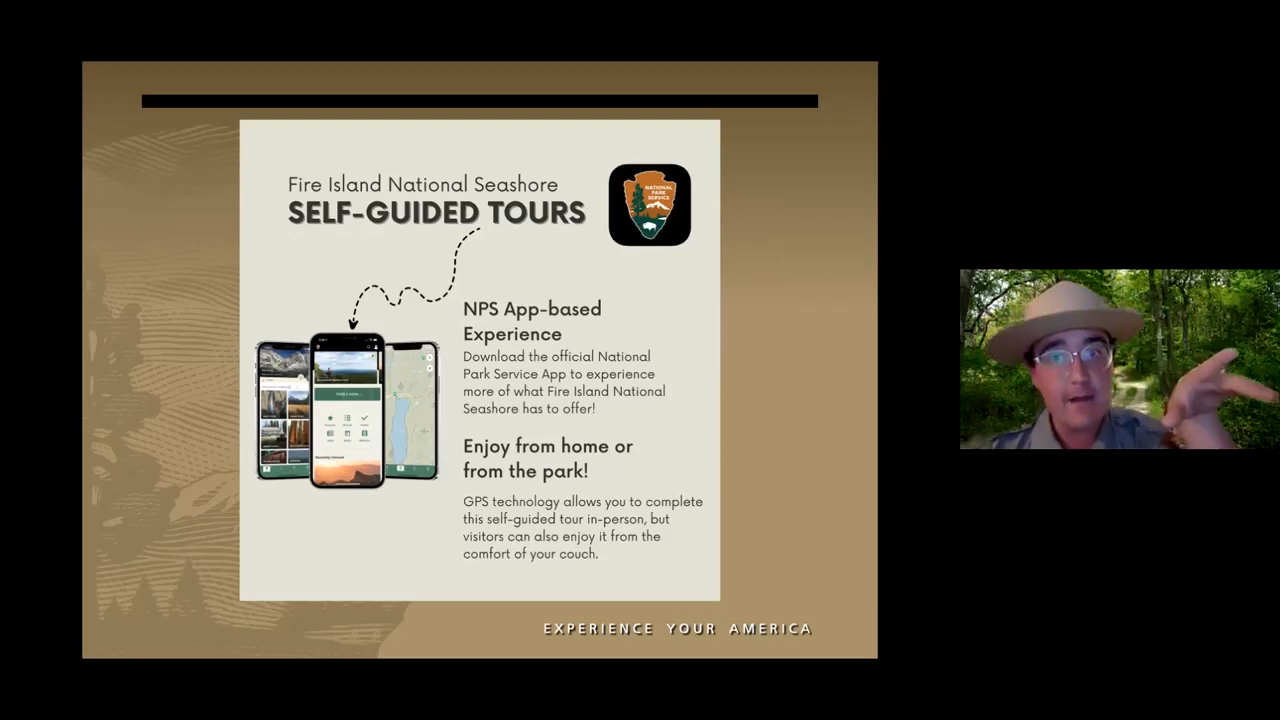 Fire Island National Seashore
SELF-GUIDED TOURS
NATIONAL
PARK
SERVICE
NPS App-based
Experience
Download the official National
Park Service App to experience
more of what Fire Island National
Seashore has to offer!
Enjoy from home or
from the park!
GPS technology allows you to complete
this self-guided tour in-person, but
visitors can also enjoy it from the
comfort of your couch.
EXPERIENCE YOUR AMERICA